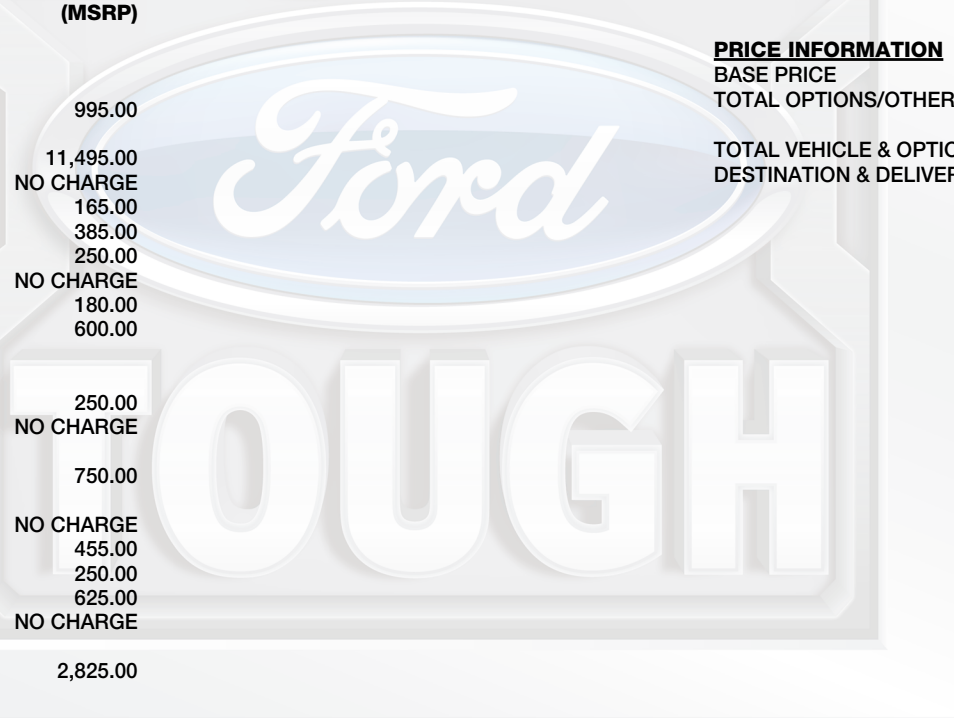 (MSRP)
995.00
11,495.00
NO CHARGE
165.00
385.00
250.00
NO CHARGE
180.00
600.00
250.00
NO CHARGE
750.00
NO CHARGE
455.00
250.00
625.00
NO CHARGE
2,825.00
PRICE INFORMATION
BASE PRICE
TOTAL OPTIONS/OTHER
TOTAL VEHICLE & OPTIO
DESTINATION & DELIVER
Ford
TOUGH